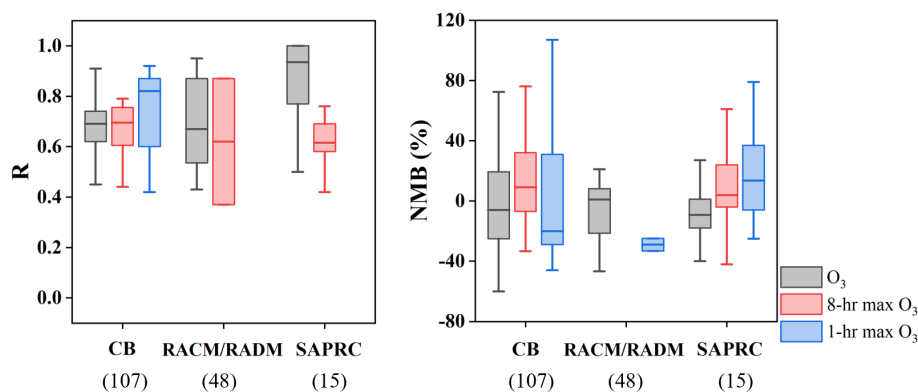 R
1.0
0.8
0.6
0.4
0.2
0.0
CB
RACM/RADM
SAPRC
(107)
(48)
(15)
NMB (%)
120
80
40
0
-40
-80
CB
RACM/RADM
SAPRC
(107)
(48)
(15)
O₃
8-hr max O₃
1-hr max O₃